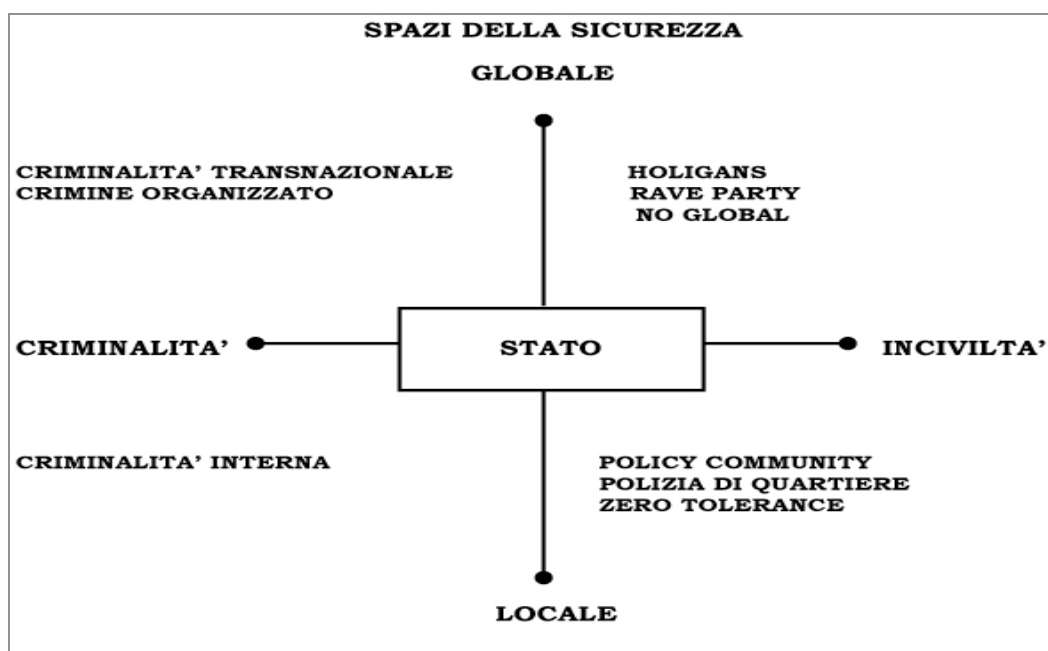 SPAZI DELLA SICUREZZA
GLOBALE
CRIMINALITA’ TRANSNAZIONALE
CRIMINE ORGANIZZATO
HOLIGANS
RAVE PARTY
NO GLOBAL
CRIMINALITA’
STATO
INCIVILTA’
CRIMINALITA’ INTERNA
POLICY COMMUNITY
POLIZIA DI QUARTIERE
ZERO TOLERANCE
LOCALE